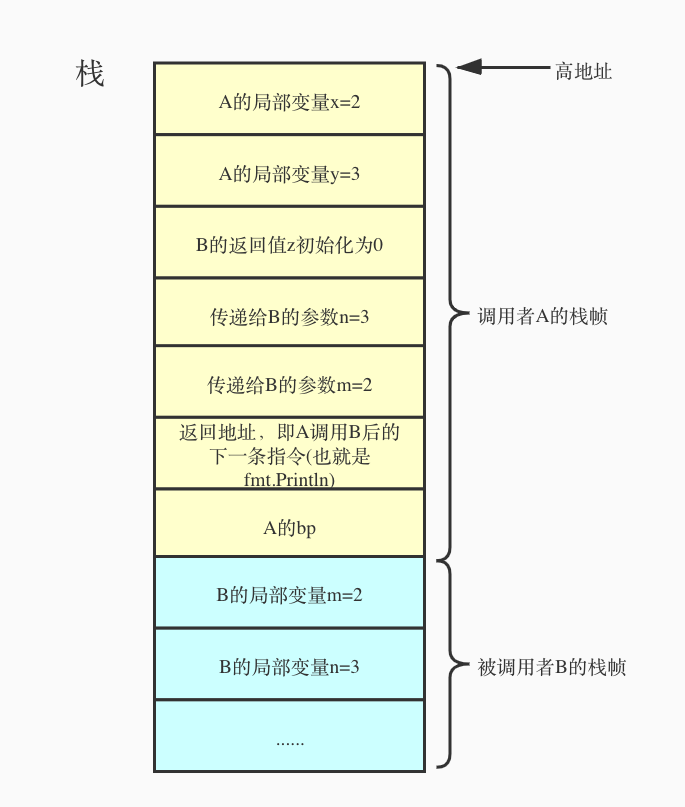 栈
高地址
A的局部变量x=2
A的局部变量y=3
B的返回值z初始化为0
传递给B的参数n=3
调用者A的栈帧
传递给B的参数m=2
返回地址，即A调用B后的
下一条指令(也就是
fmt.Println)
A的bp
B的局部变量m=2
B的局部变量n=3
被调用者B的栈帧
......